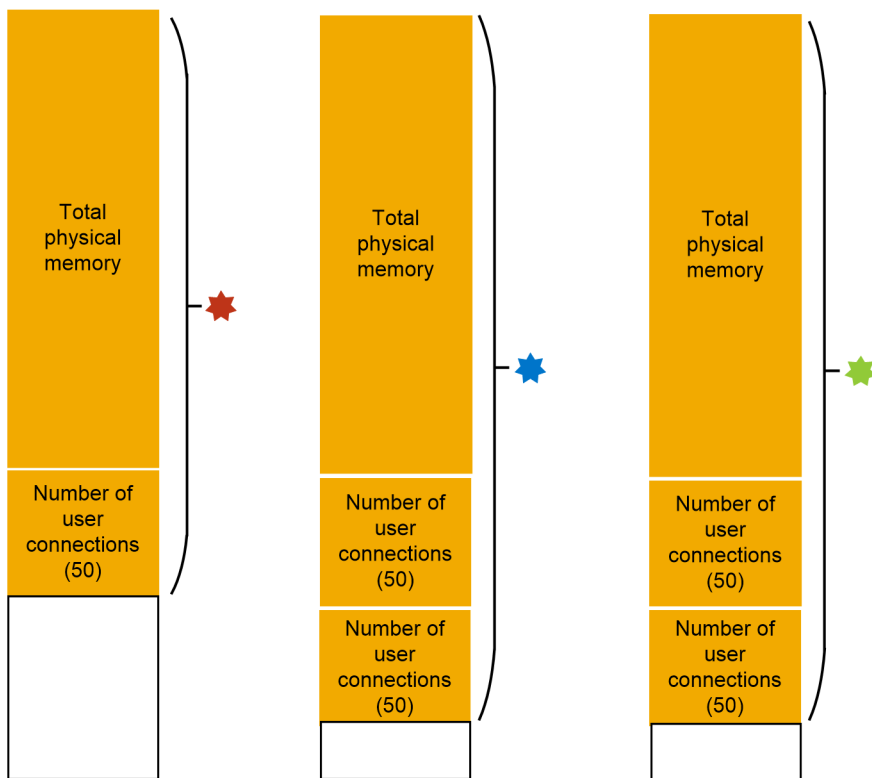 Total
physical
memory
Number of
user
connections
(50)
Total
physical
memory
Number of
user
connections
(50)
Number of
user
connections
(50)
Total
physical
memory
Number of
user
connections
(50)
Number of
user
connections
(50)